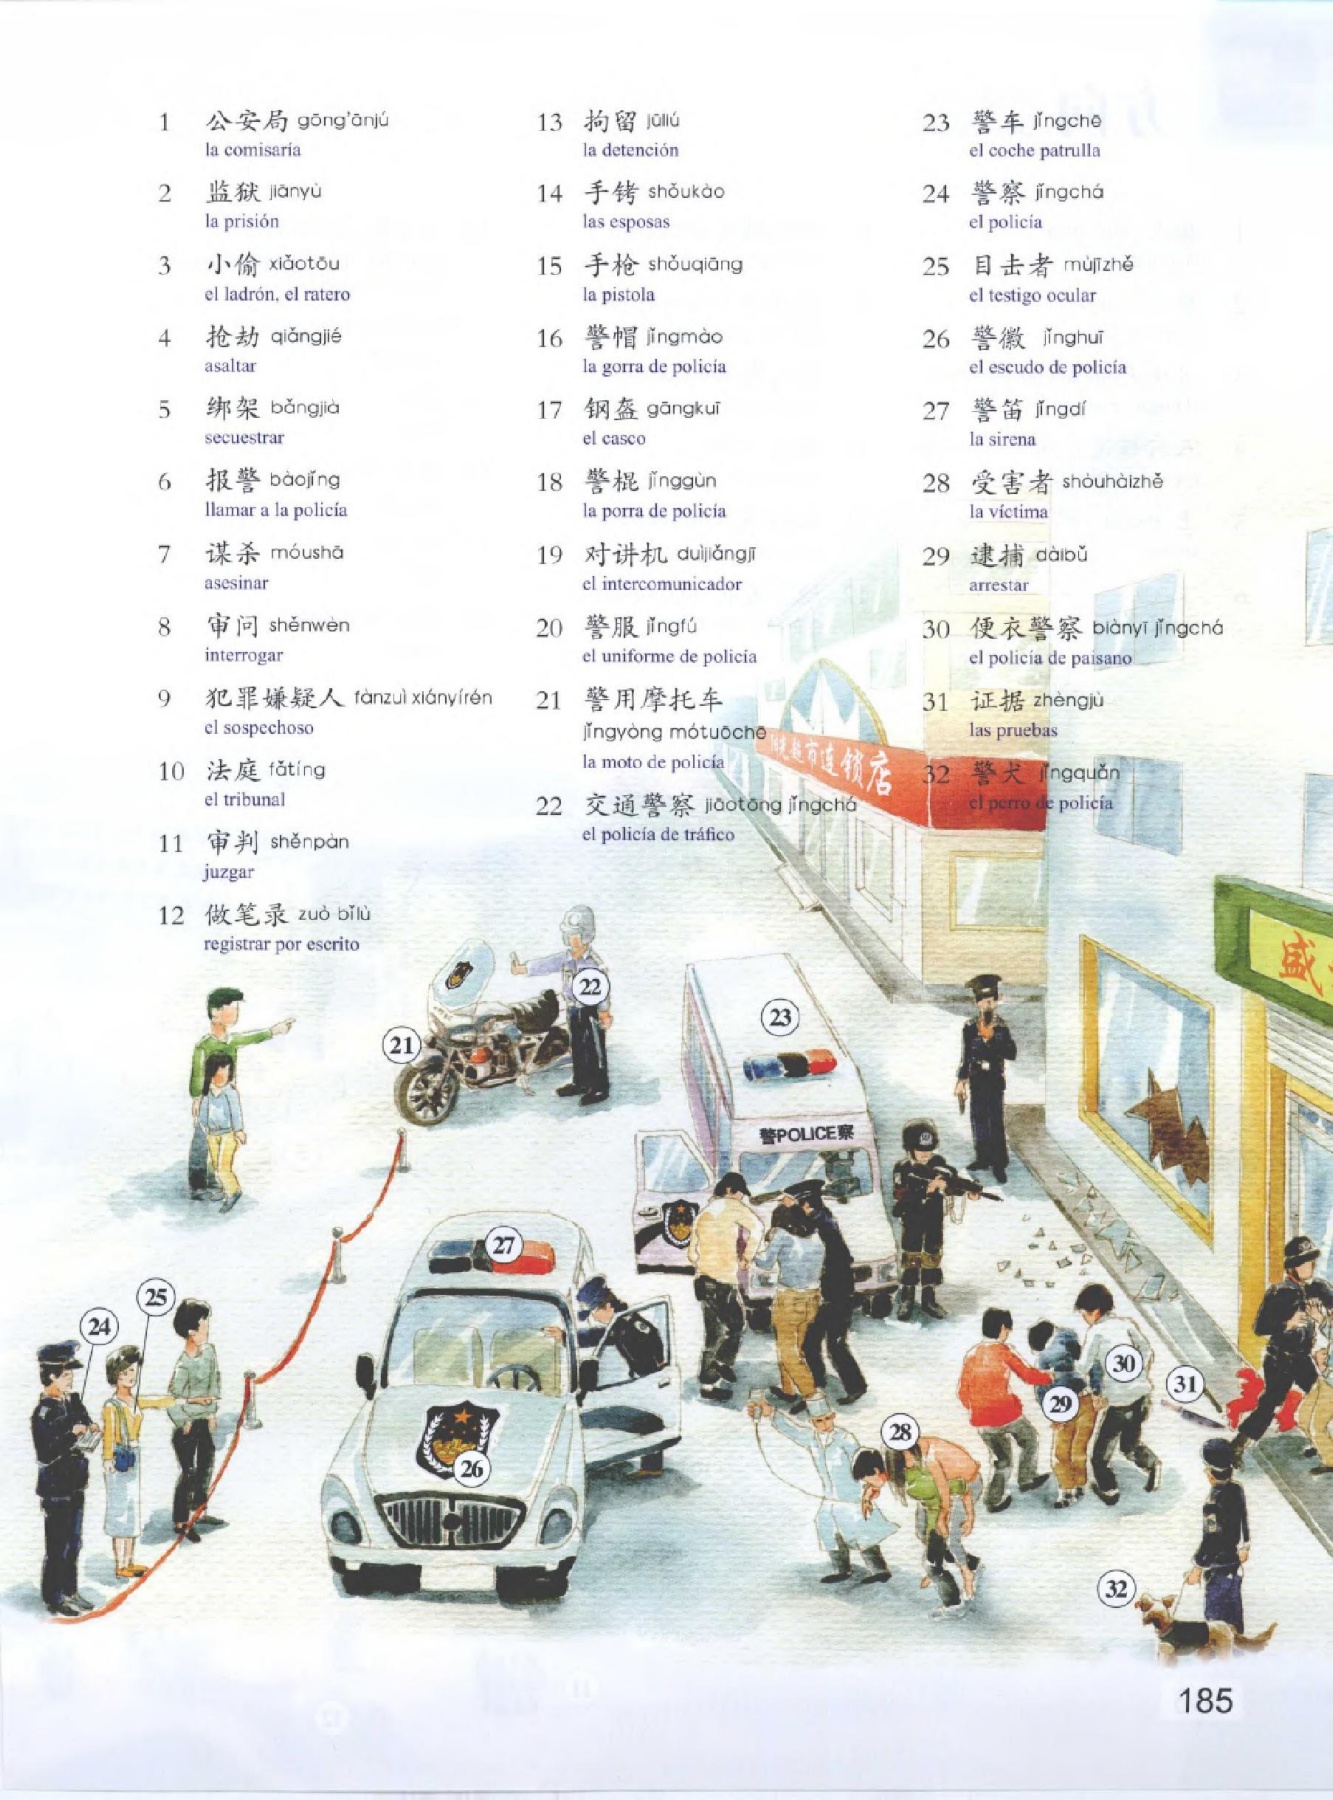 1 公安局 gōng'ānjú
la comisaría
2 监狱 jiānyù
la prisión
3 小偷 xiǎotōu
el ladrón, el ratero
4 抢劫 qiǎngjié
asaltar
5 绑架 bǎngjià
secuestrar
6 报警 bàojǐng
llamar a la policía
7 谋杀 móushā
asesinar
8 审问 shěnwèn
interrogar
9 犯罪嫌疑人 fànzuì xiányírén
el sospechoso
10 法庭 fǎtíng
el tribunal
11 审判 shěnpàn
juzgar
12 做笔录 zuò bǐlù
registrar por escrito
13 拘留 jūliú
la detención
14 手铐 shǒukào
las esposas
15 手枪 shǒuqiāng
la pistola
16 警帽 jǐngmào
la gorra de policía
17 钢盔 gāngkuī
el casco
18 警棍 jǐnggùn
la porra de policía
19 对讲机 duìjiǎngjī
el intercomunicador
20 警服 jǐngfú
el uniforme de policía
21 警用摩托车
jǐngyòng mótuōchē
la moto de policía
22 交通警察 jiāotōng jǐngchá
el policía de tráfico
23 警车 jǐngchē
el coche patrulla
24 警察 jǐngchá
el policía
25 目击者 mùjīzhě
el testigo ocular
26 警徽 jǐnghuī
el escudo de policía
27 警笛 jǐngdí
la sirena
28 受害者 shòuhàizhě
la víctima
29 逮捕 dàibǔ
arrestar
30 便衣警察 biànyī jǐngchá
el policía de paisano
31 证据 zhèngjù
las pruebas
32 警犬 jǐngquǎn
el perro de policía
阳光超市连锁店
盛
22
23
21
警POLICE察
27
25
24
30
31
29
28
26
32
185